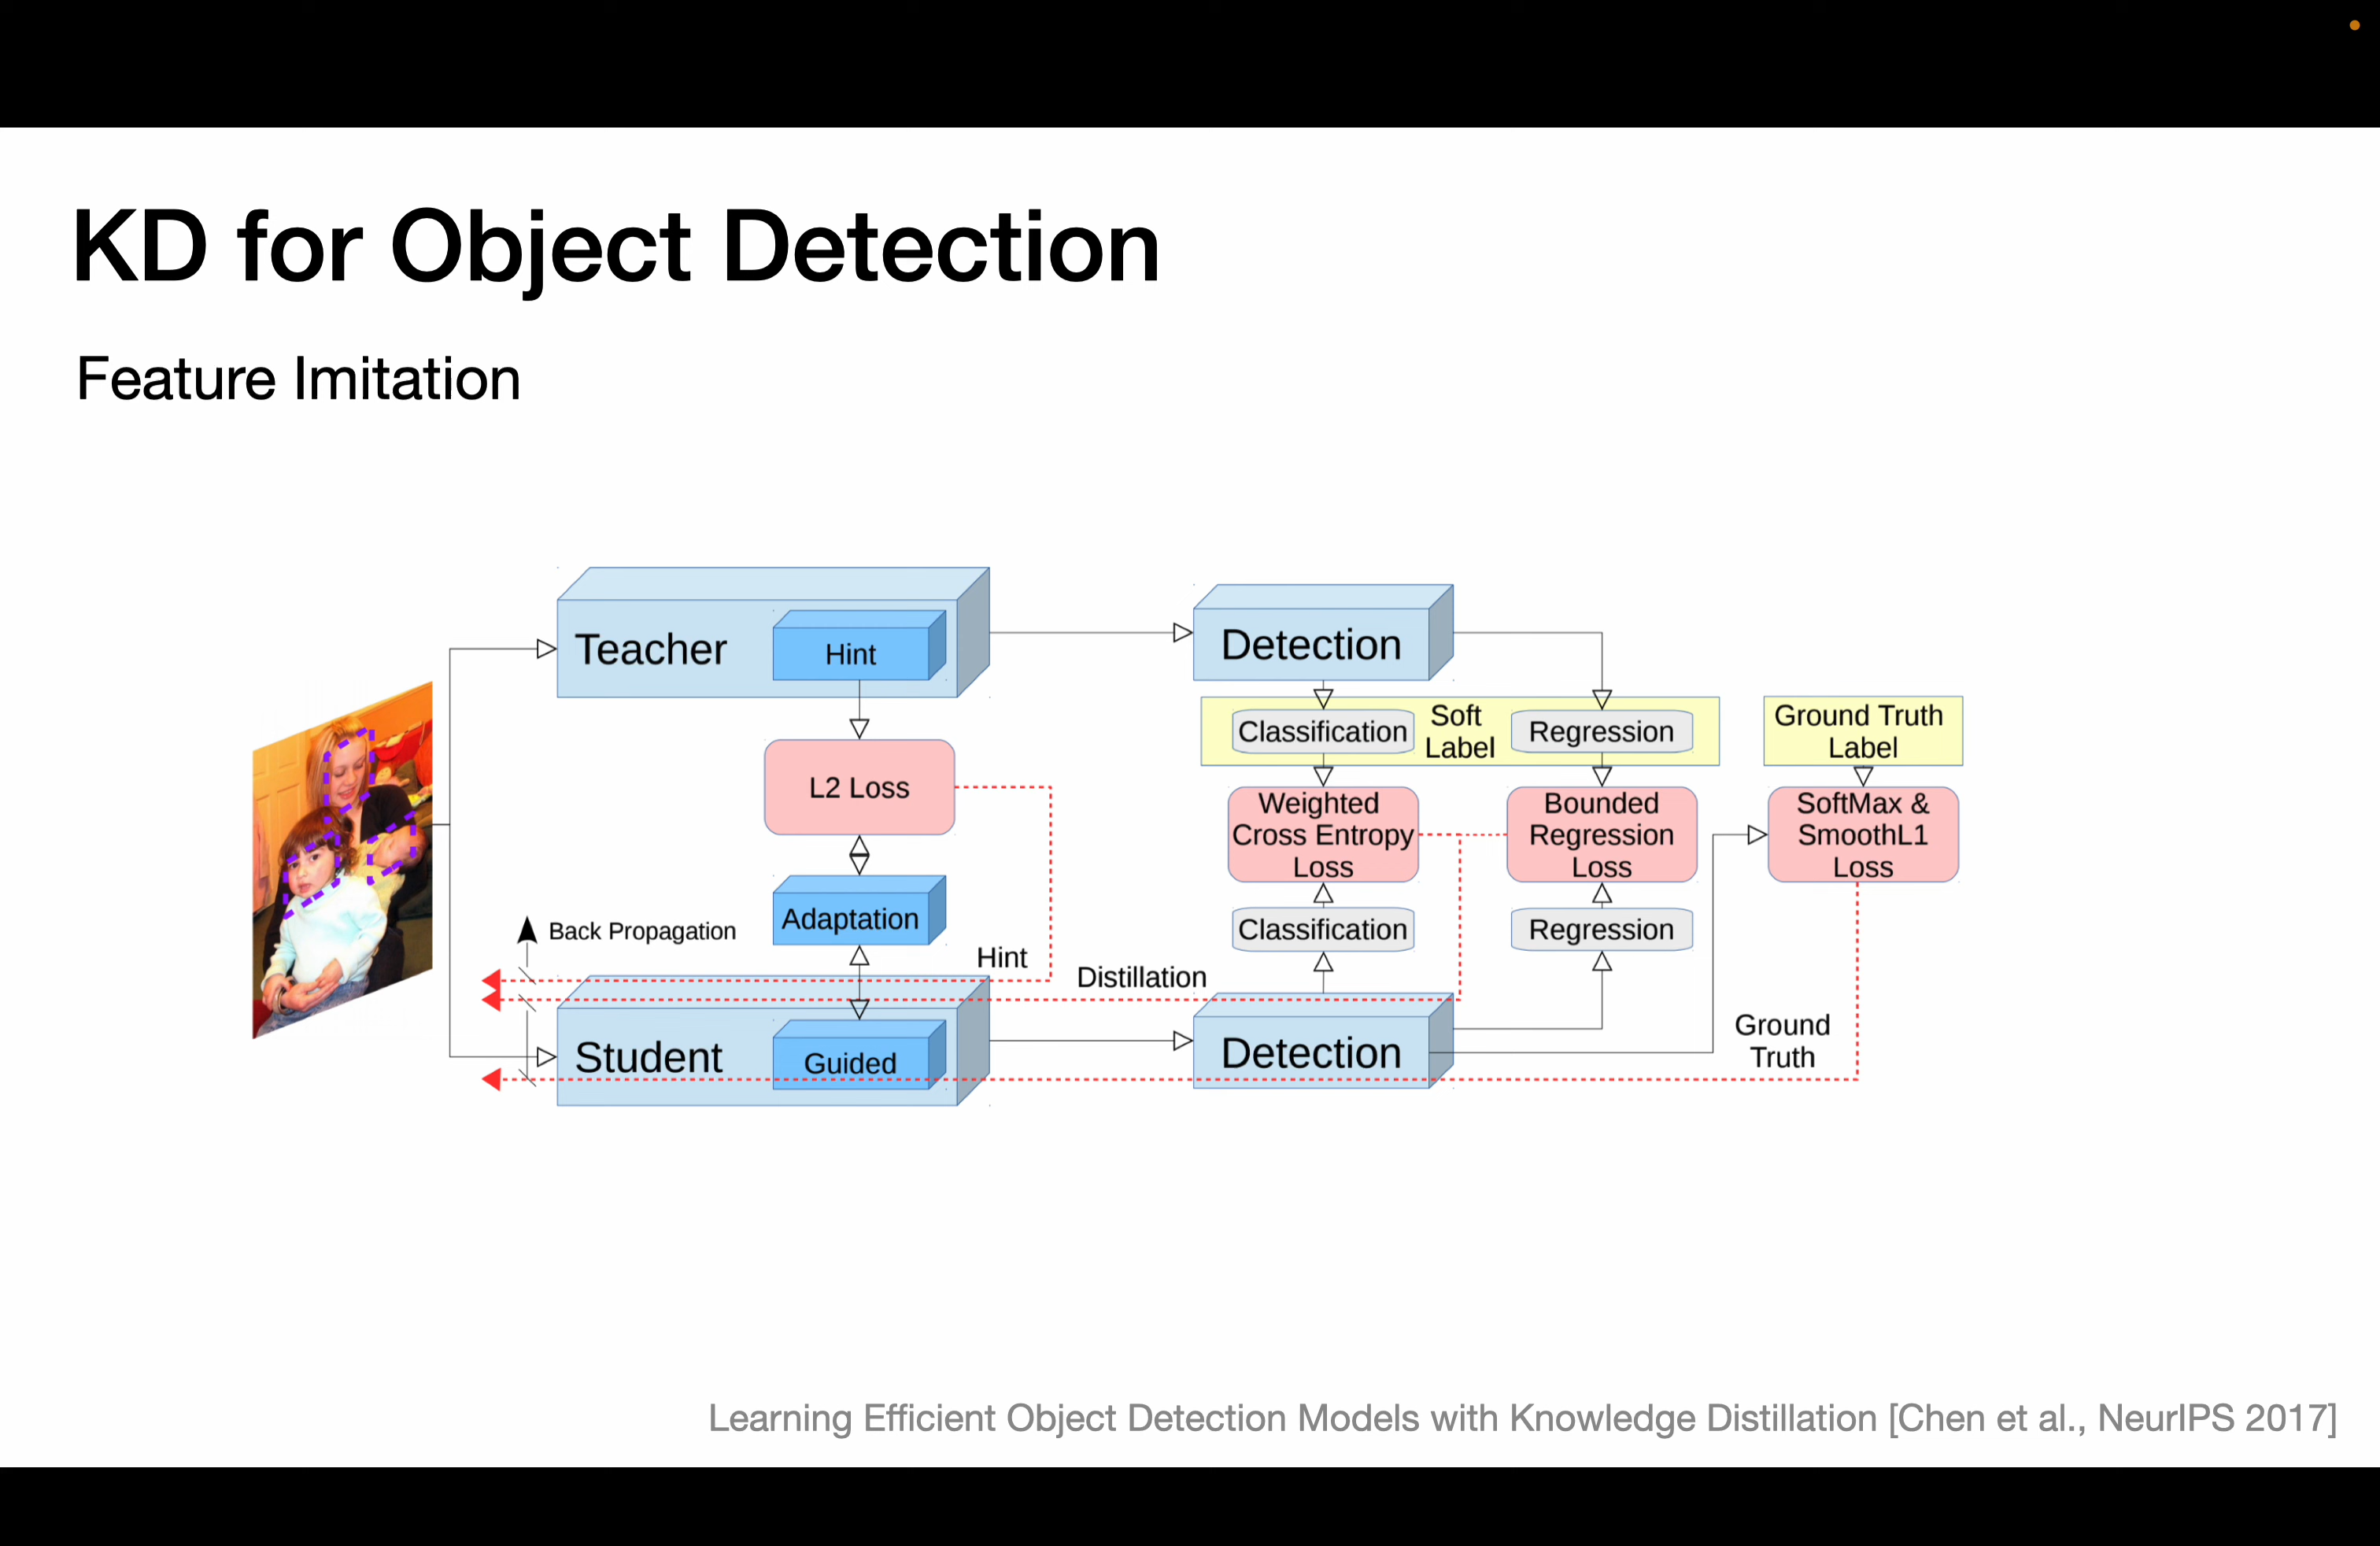 KD for Object Detection
Feature Imitation
Teacher
Hint
Detection
Classification
Soft
Label
Regression
Ground Truth
Label
L2 Loss
Weighted
Cross Entropy
Loss
Bounded
Regression
Loss
SoftMax &
SmoothL1
Loss
Adaptation
Back Propagation
Classification
Regression
Hint
Distillation
Student
Guided
Detection
Ground
Truth
Learning Efficient Object Detection Models with Knowledge Distillation [Chen et al., NeurIPS 2017]